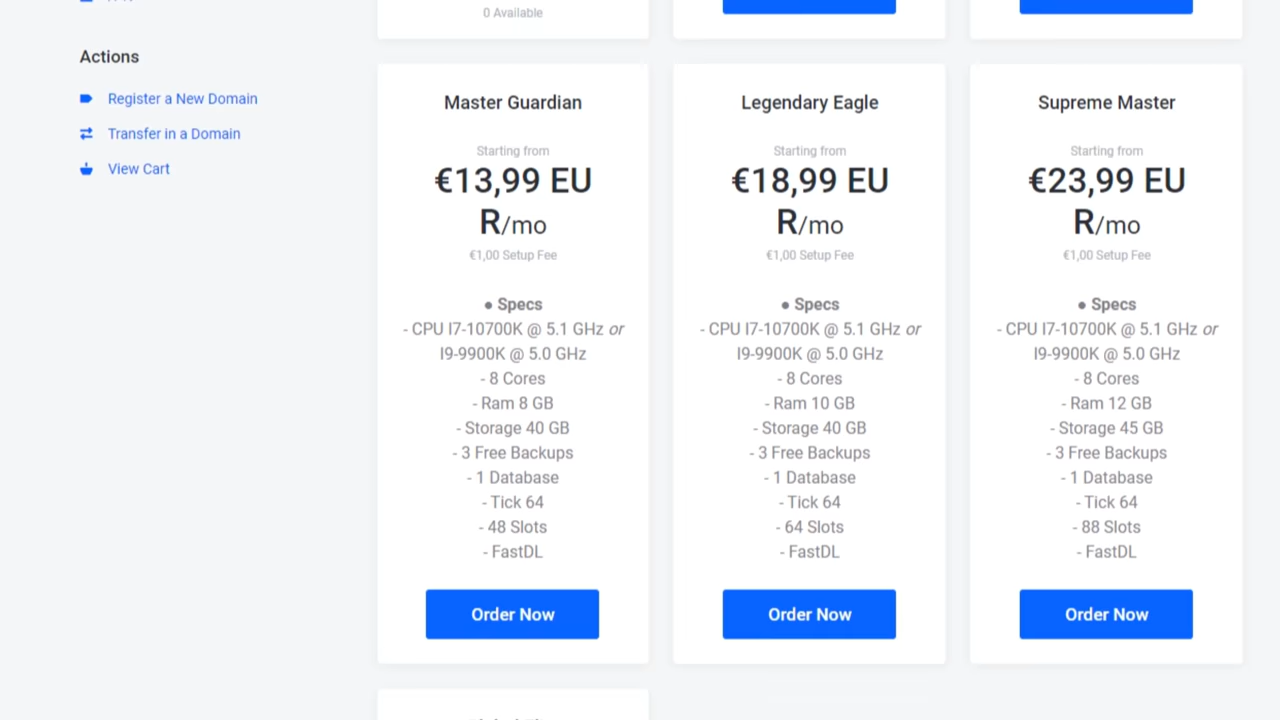 0 Available
Actions
Register a New Domain
Transfer in a Domain
View Cart
Master Guardian
Starting from
€13,99 EU
R/mo
€1,00 Setup Fee
● Specs
- CPU I7-10700K @ 5.1 GHz or
I9-9900K @ 5.0 GHz
- 8 Cores
- Ram 8 GB
- Storage 40 GB
- 3 Free Backups
- 1 Database
- Tick 64
- 48 Slots
- FastDL
Order Now
Legendary Eagle
Starting from
€18,99 EU
R/mo
€1,00 Setup Fee
● Specs
- CPU I7-10700K @ 5.1 GHz or
I9-9900K @ 5.0 GHz
- 8 Cores
- Ram 10 GB
- Storage 40 GB
- 3 Free Backups
- 1 Database
- Tick 64
- 64 Slots
- FastDL
Order Now
Supreme Master
Starting from
€23,99 EU
R/mo
€1,00 Setup Fee
● Specs
- CPU I7-10700K @ 5.1 GHz or
I9-9900K @ 5.0 GHz
- 8 Cores
- Ram 12 GB
- Storage 45 GB
- 3 Free Backups
- 1 Database
- Tick 64
- 88 Slots
- FastDL
Order Now